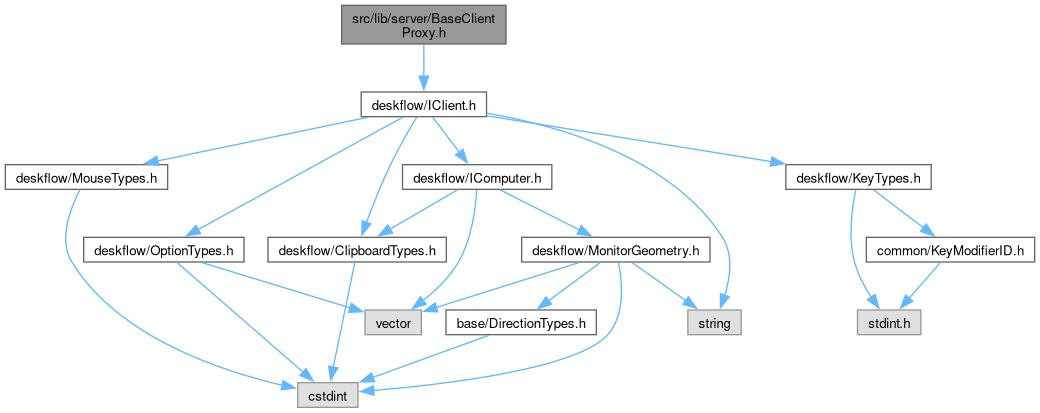 src/lib/server/BaseClient
Proxy.h
deskflow/IClient.h
deskflow/MouseTypes.h
deskflow/IComputer.h
deskflow/KeyTypes.h
deskflow/OptionTypes.h
deskflow/ClipboardTypes.h
deskflow/MonitorGeometry.h
common/KeyModifierID.h
vector
base/DirectionTypes.h
string
stdint.h
cstdint